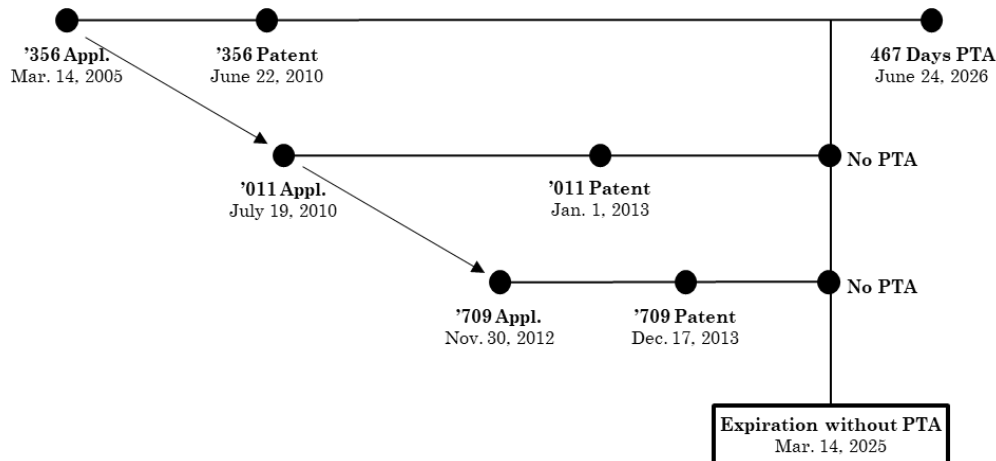 ’356 Appl.
Mar. 14, 2005
’356 Patent
June 22, 2010
467 Days PTA
June 24, 2026
’011 Appl.
July 19, 2010
’011 Patent
Jan. 1, 2013
No PTA
’709 Appl.
Nov. 30, 2012
’709 Patent
Dec. 17, 2013
No PTA
Expiration without PTA
Mar. 14, 2025